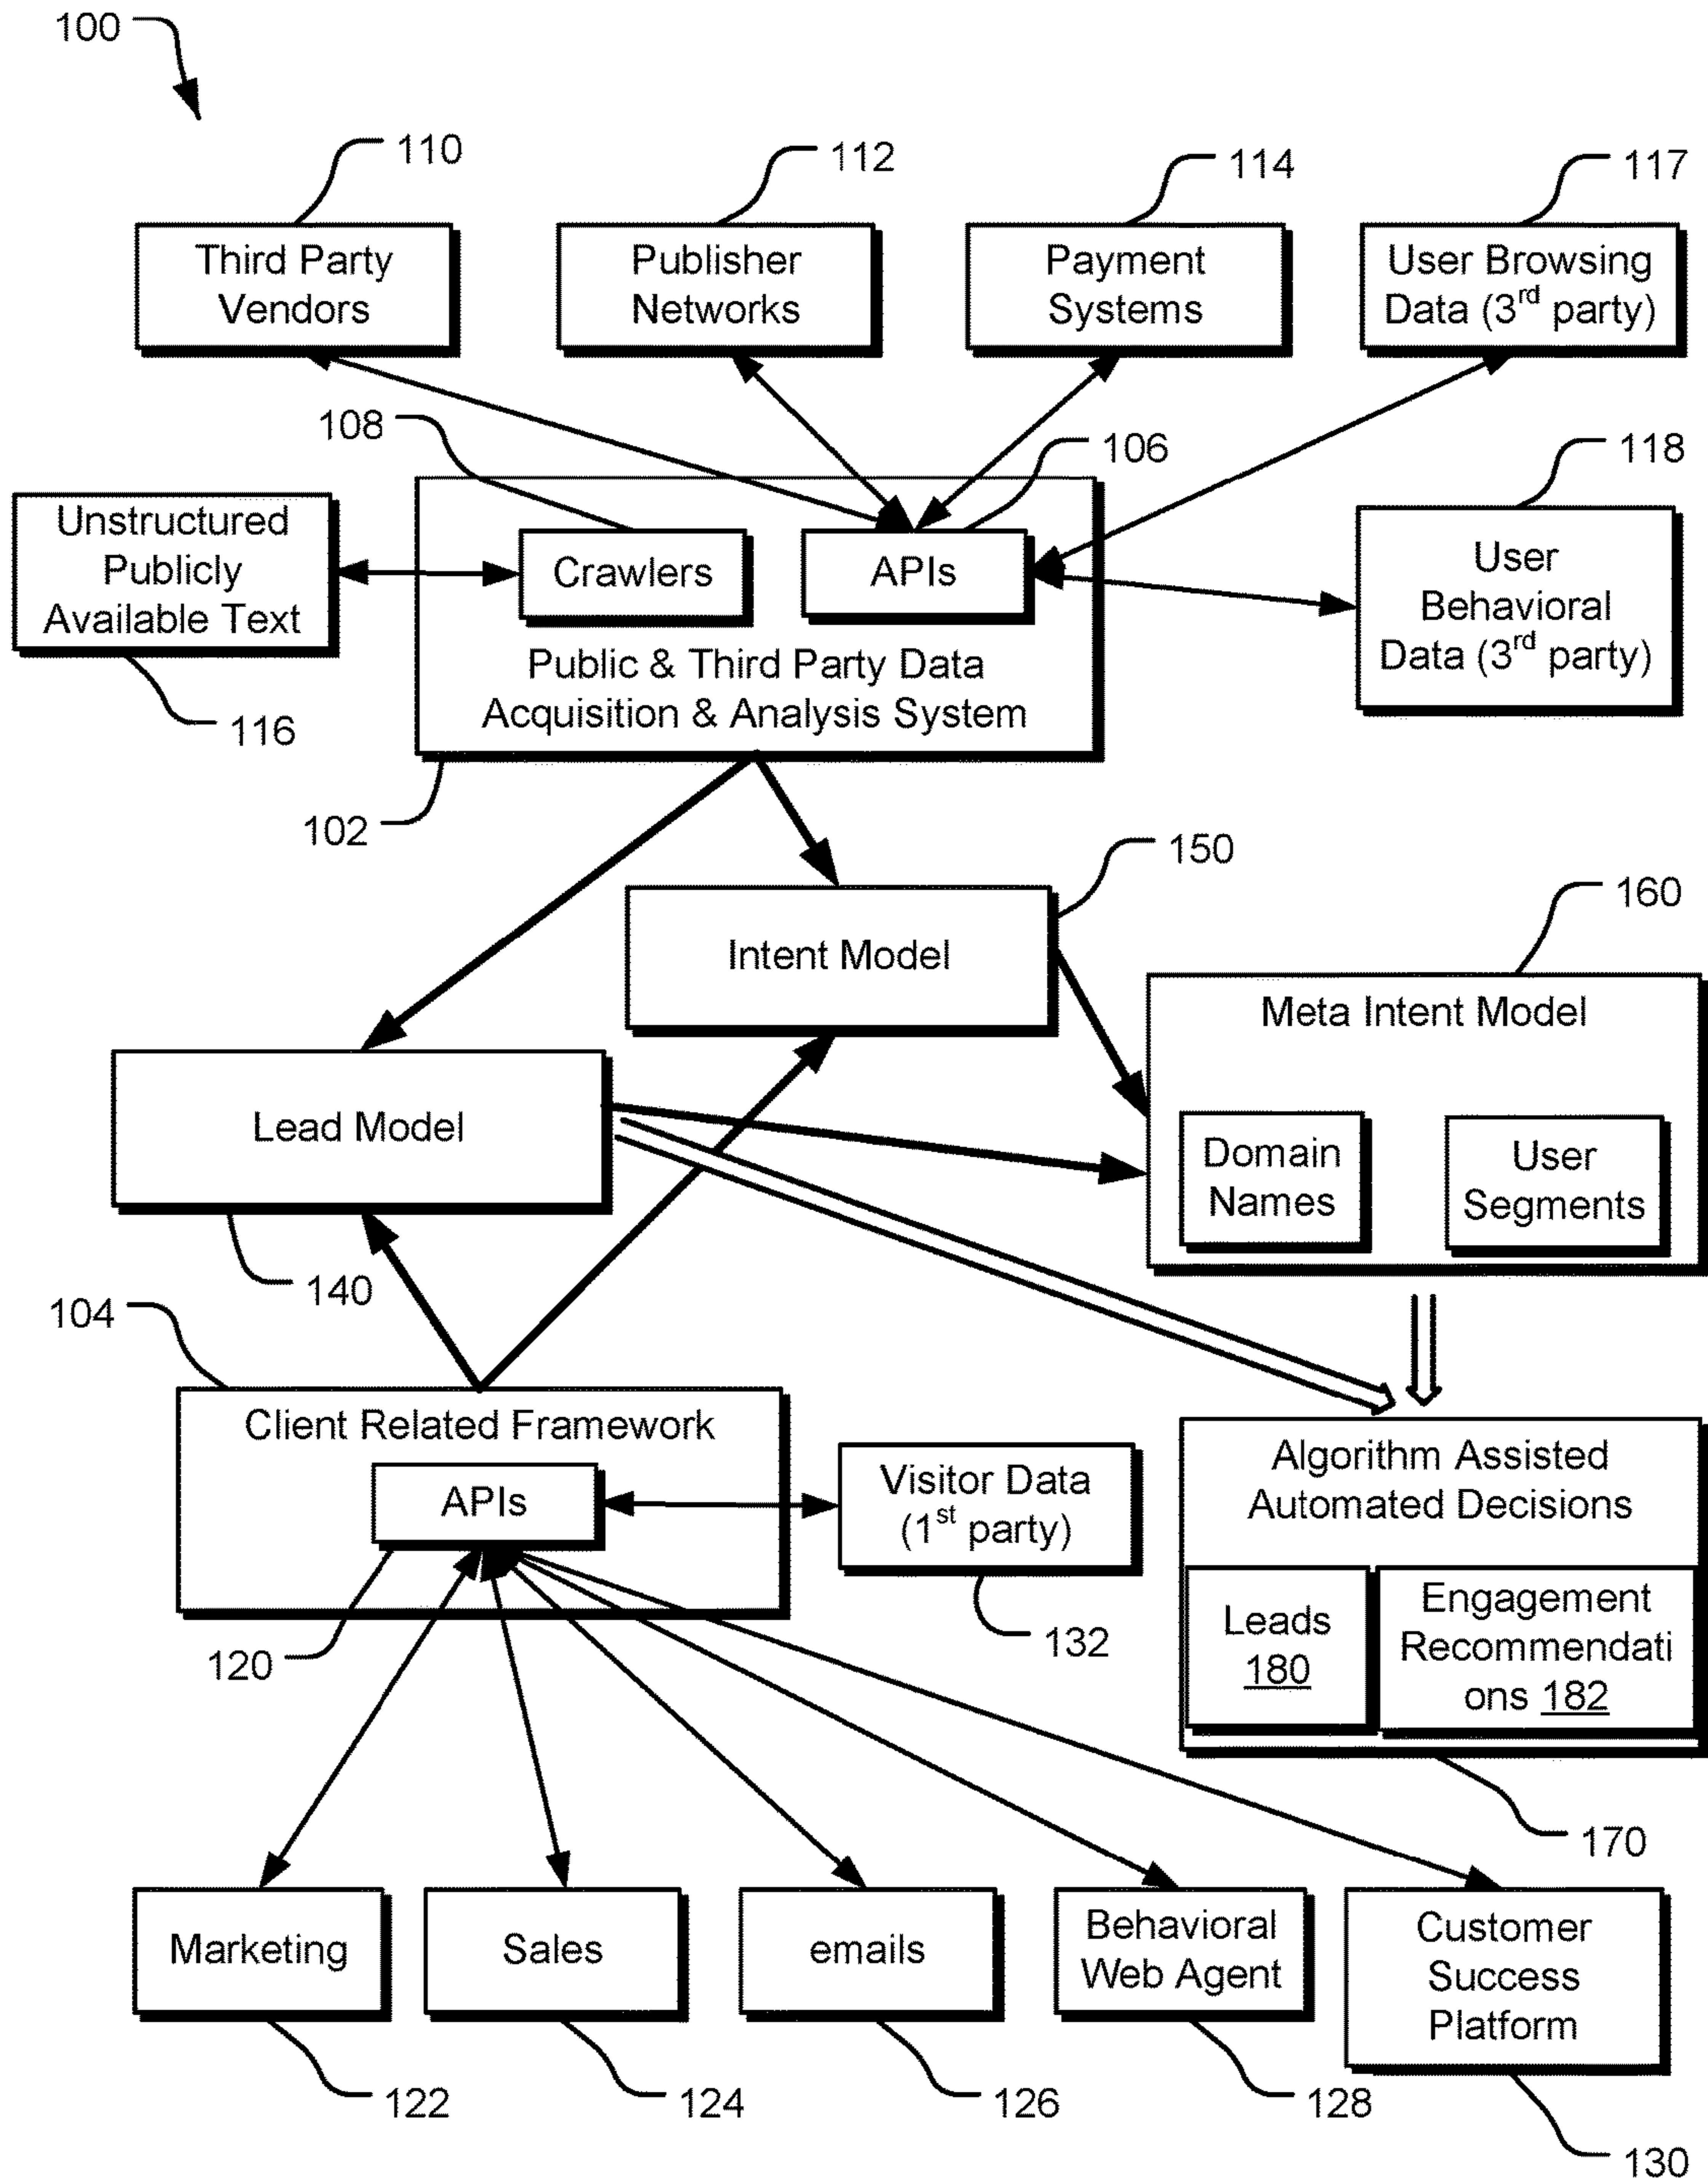 100
110
112
114
117
Third Party
Vendors
Publisher
Networks
Payment
Systems
User Browsing
Data (3rd party)
108
106
118
Unstructured
Publicly
Available Text
Crawlers
APIs
User
Behavioral
Data (3rd party)
Public & Third Party Data
Acquisition & Analysis System
116
102
150
160
Intent Model
Meta Intent Model
Lead Model
Domain
Names
User
Segments
140
104
Client Related Framework
APIs
Visitor Data
(1st party)
Algorithm Assisted
Automated Decisions
Leads
180
Engagement
Recommendati
ons 182
120
132
170
Marketing
Sales
emails
Behavioral
Web Agent
Customer
Success
Platform
122
124
126
128
130